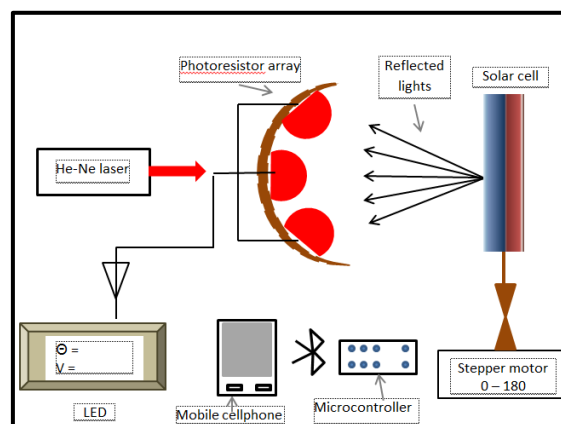 Photoresistor array
Reflected
lights
Solar cell
He-Ne laser
Θ =
V =
LED
Mobile cellphone
Microcontroller
Stepper motor
0 – 180